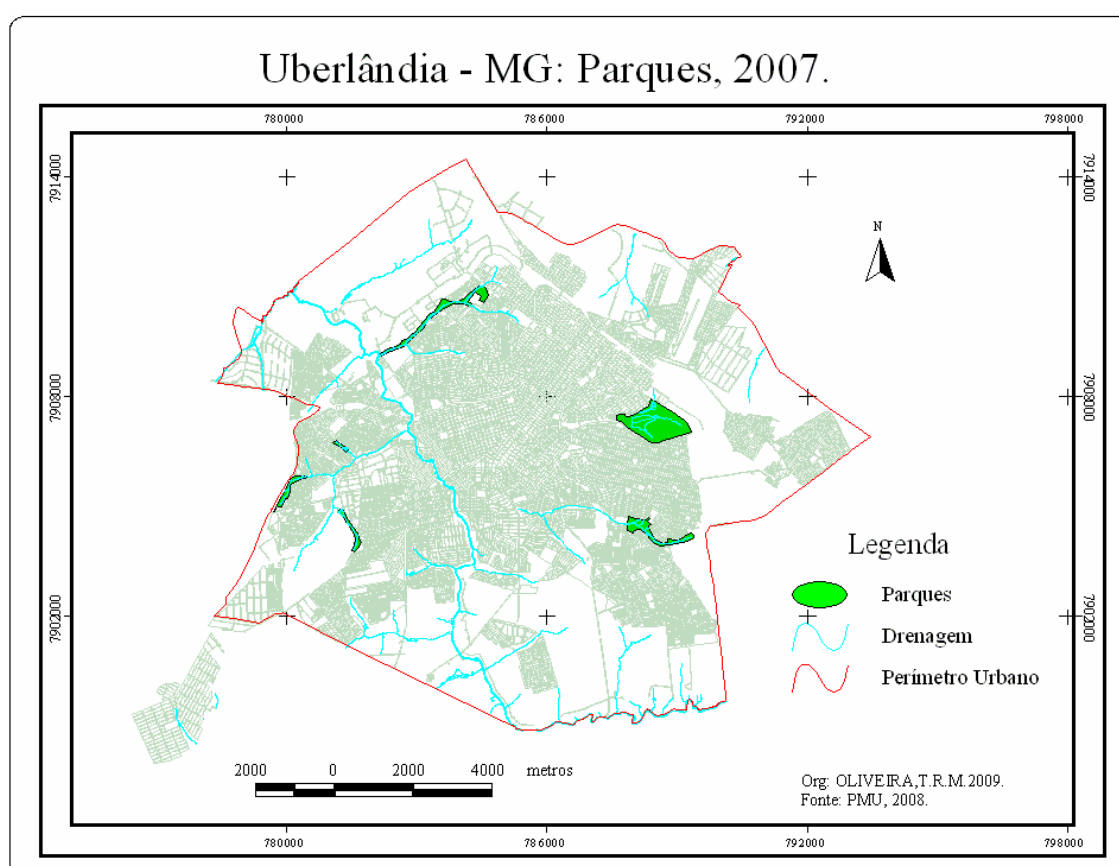 Uberlândia - MG: Parques, 2007.
780000 786000 792000 798000
7914000 7914000
N
7908000 7908000
Legenda
Parques
7902000 7902000
Drenagem
Perímetro Urbano
2000 0 2000 4000 metros
Org: OLIVEIRA,T.R.M.2009.
Fonte: PMU, 2008.
780000 786000 792000 798000